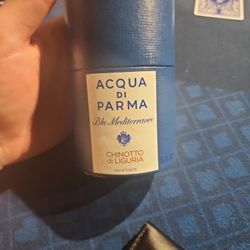 ACQUA
DI
PARMA
Blu Mediterraneo
CHINOTTO
di LIGURIA